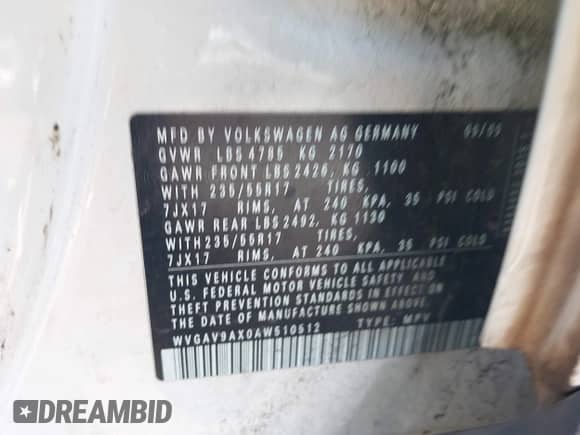 MFD BY VOLKSWAGEN AG GERMANY 09/09
GVWR LBS 4785 KG 2170
GAWR FRONT LBS 2426, KG 1100
WITH 235/55R17 TIRES,
7JX17 RIMS, AT 240 KPA, 35 PSI COLD
GAWR REAR LBS 2492, KG 1130
WITH 235/55R17 TIRES,
7JX17 RIMS, AT 240 KPA, 35 PSI COLD
THIS VEHICLE CONFORMS TO ALL APPLICABLE
U.S. FEDERAL MOTOR VEHICLE SAFETY AND
THEFT PREVENTION STANDARDS IN EFFECT ON
THE DATE OF MANUFACTURE SHOWN ABOVE
WVGAV9AX0AW510512 TYPE: MPV
DREAMBID